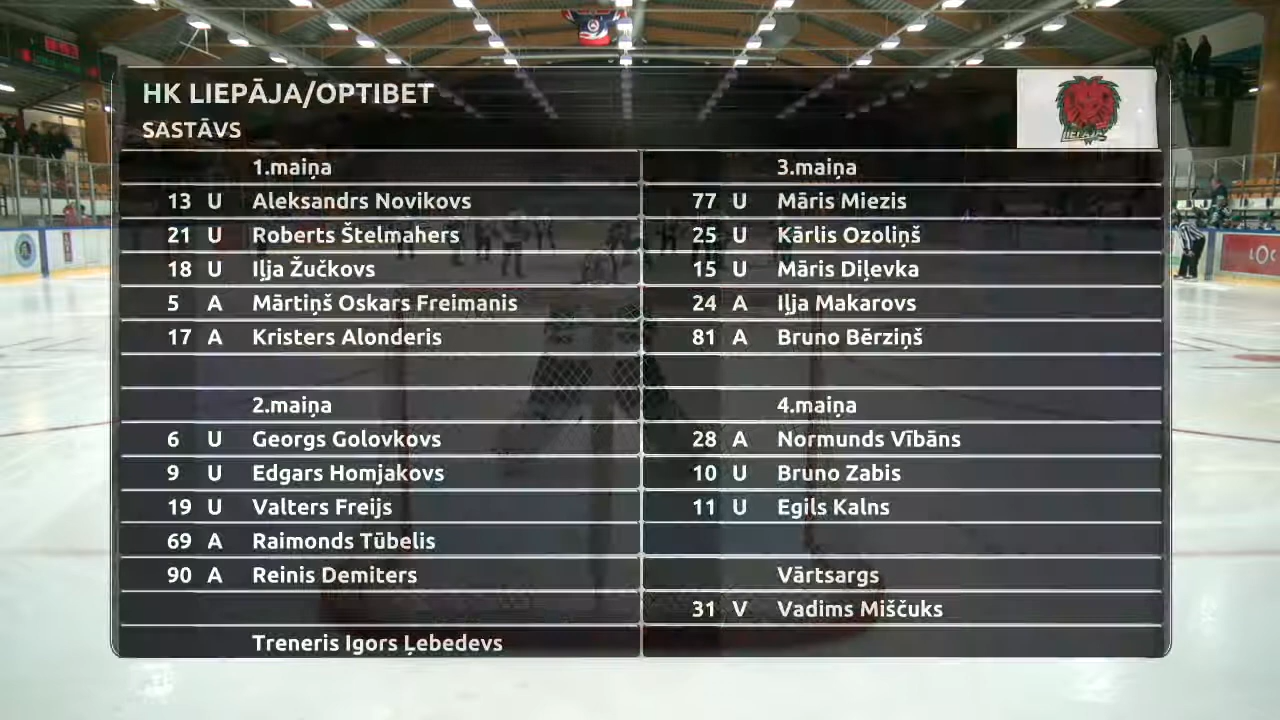 HK LIEPĀJA/OPTIBET
SASTĀVS
1.maiņa
13 U Aleksandrs Novikovs
21 U Roberts Štelmahers
18 U Iļja Žučkovs
5 A Mārtiņš Oskars Freimanis
17 A Kristers Alonderis
2.maiņa
6 U Georgs Golovkovs
9 U Edgars Homjakovs
19 U Valters Freijs
69 A Raimonds Tūbelis
90 A Reinis Demiters
Treneris Igors Ļebedevs
3.maiņa
77 U Māris Miezis
25 U Kārlis Ozoliņš
15 U Māris Diļevka
24 A Iļja Makarovs
81 A Bruno Bērziņš
4.maiņa
28 A Normunds Vībāns
10 U Bruno Zabis
11 U Egils Kalns
Vārtsargs
31 V Vadims Miščuks
LIEPĀJA
LOC